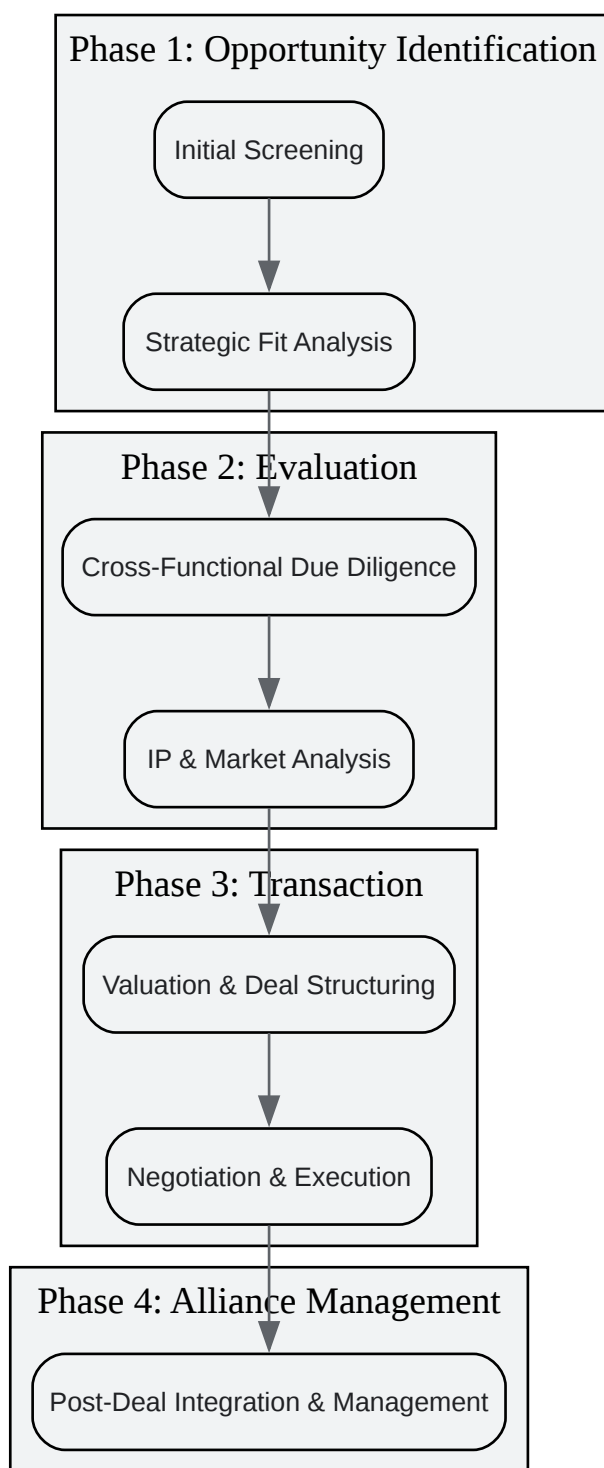 Phase 1: Opportunity Identification
Initial Screening
Strategic Fit Analysis
Phase 2: Evaluation
Cross-Functional Due Diligence
IP & Market Analysis
Phase 3: Transaction
Valuation & Deal Structuring
Negotiation & Execution
Phase 4: Alliance Management
Post-Deal Integration & Management